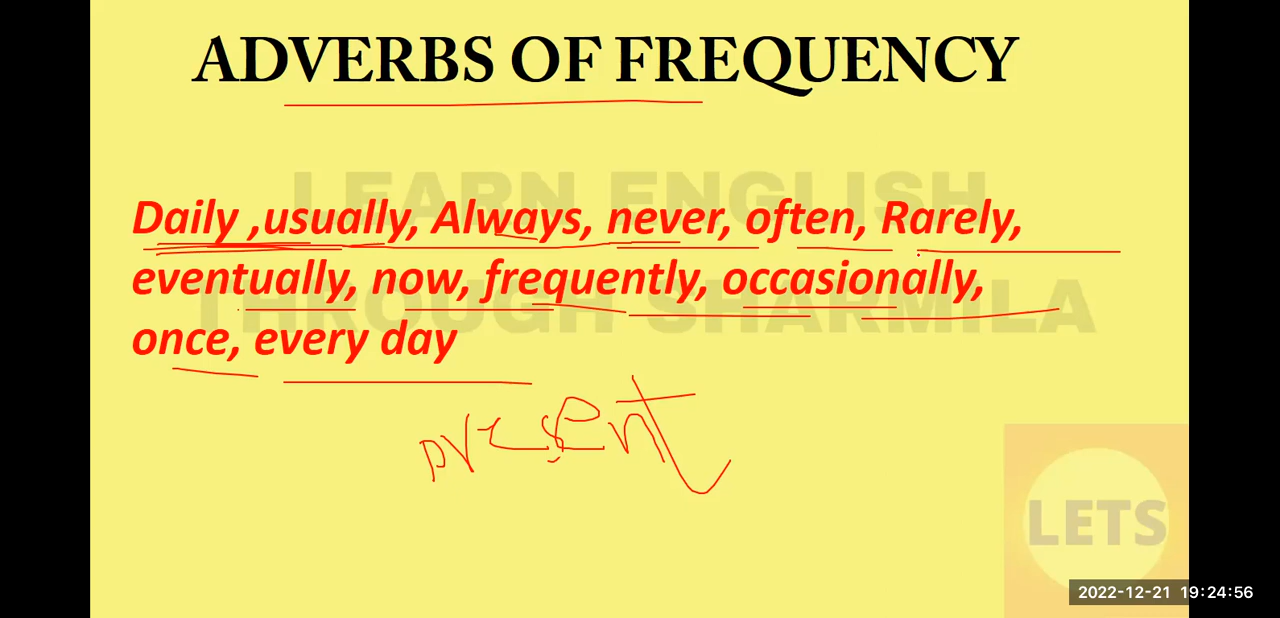 ADVERBS OF FREQUENCY
LEARN ENGLISH
Daily ,usually, Always, never, often, Rarely,
eventually, now, frequently, occasionally,
THROUGH SHARMILA
once, every day
present
LETS
2022-12-21 19:24:56